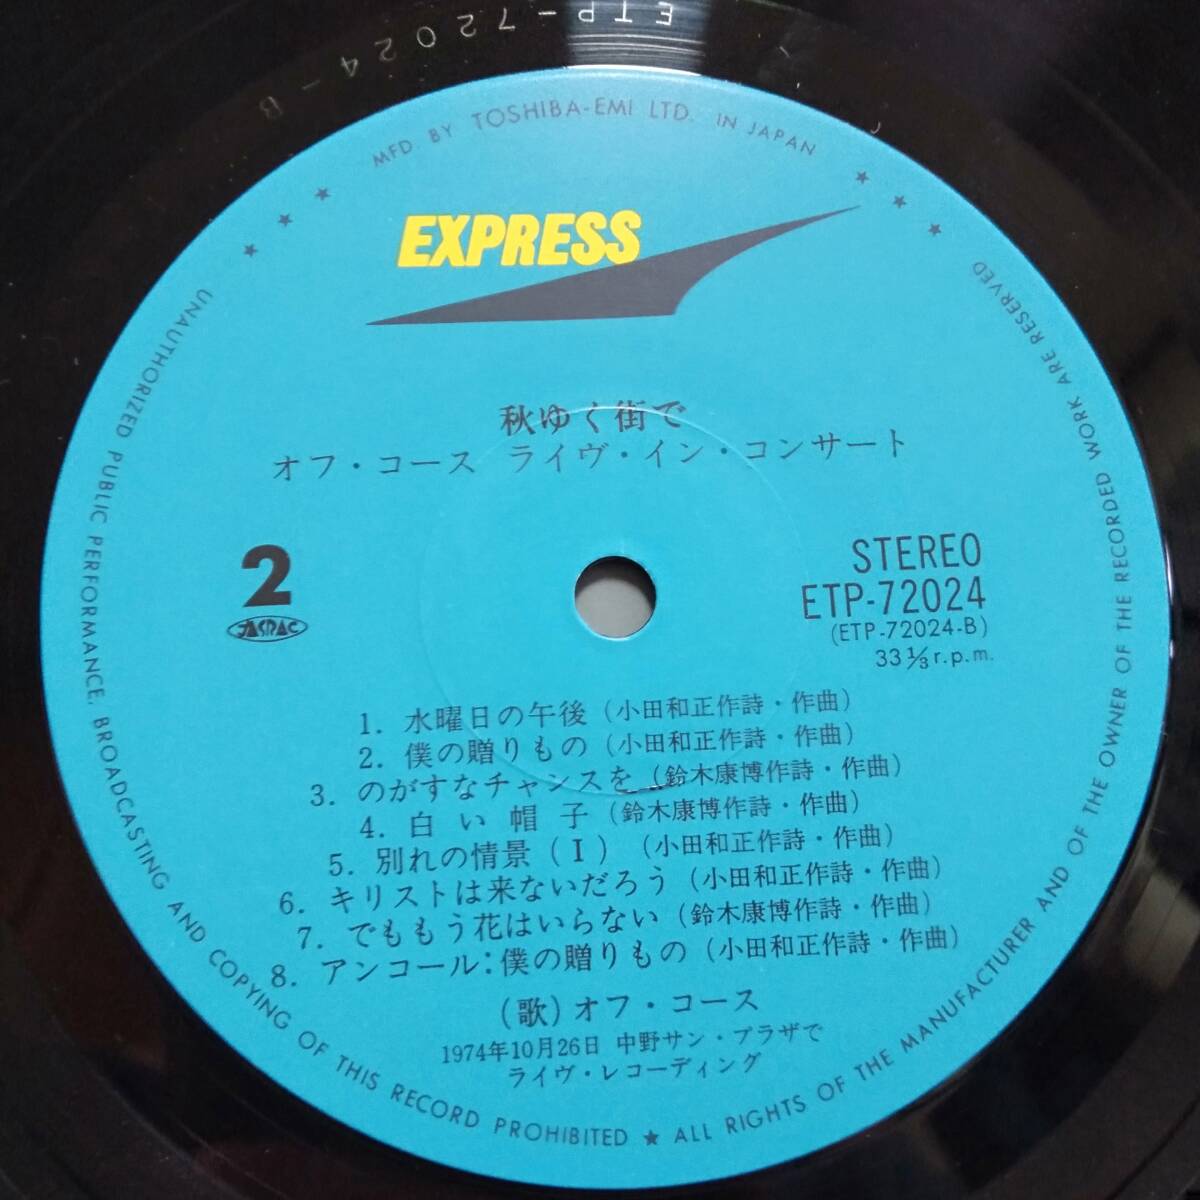 ETP-72024-B
MFD BY TOSHIBA-EMI LTD. IN JAPAN
EXPRESS
秋ゆく街で
オフ・コース ライヴ・イン・コンサート
2
JASRAC
STEREO
ETP-72024
(ETP-72024-B)
33⅓r.p.m.
1. 水曜日の午後 (小田和正作詩・作曲)
2. 僕の贈りもの (小田和正作詩・作曲)
3. のがすなチャンスを (鈴木康博作詩・作曲)
4. 白い帽子 (鈴木康博作詩・作曲)
5. 別れの情景 (I) (小田和正作詩・作曲)
6. キリストは来ないだろう (小田和正作詩・作曲)
7. でももう花はいらない (鈴木康博作詩・作曲)
8. アンコール:僕の贈りもの (小田和正作詩・作曲)
(歌) オフ・コース
1974年10月26日 中野サン・プラザで
ライヴ・レコーディング
UNAUTHORIZED PUBLIC PERFORMANCE, BROADCASTING AND COPYING OF THIS RECORD PROHIBITED ★ ALL RIGHTS OF THE MANUFACTURER AND OF THE OWNER OF THE RECORDED WORK ARE RESERVED